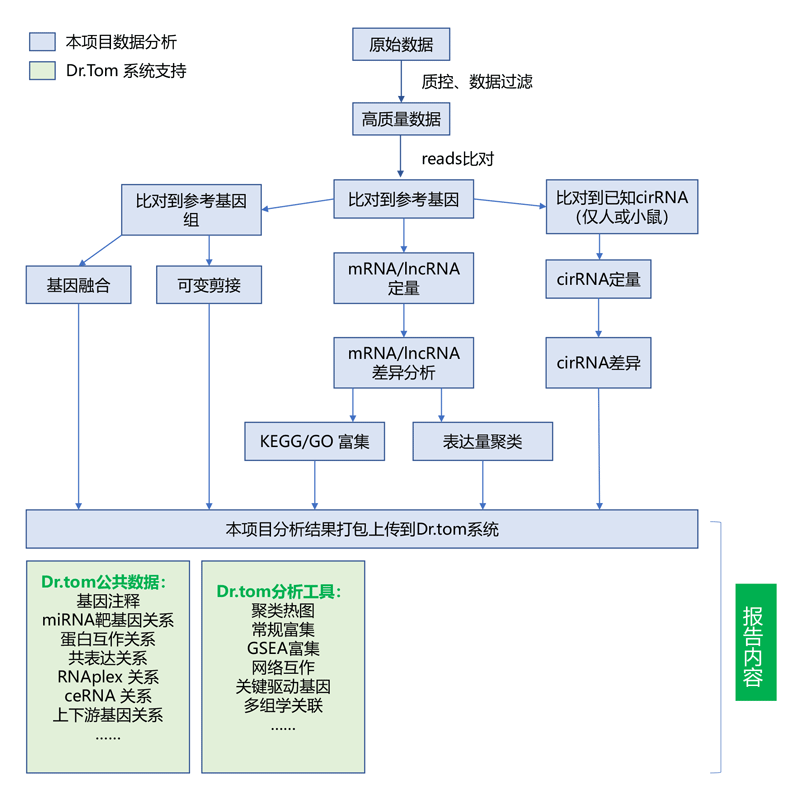 本项目数据分析
Dr.Tom 系统支持
原始数据
质控、数据过滤
高质量数据
reads比对
比对到参考基因
组
比对到参考基因
比对到已知cirRNA
（仅人或小鼠）
基因融合
可变剪接
mRNA/lncRNA
定量
cirRNA定量
mRNA/lncRNA
差异分析
cirRNA差异
KEGG/GO 富集
表达量聚类
本项目分析结果打包上传到Dr.tom系统
Dr.tom公共数据：
基因注释
miRNA靶基因关系
蛋白互作关系
共表达关系
RNAplex 关系
ceRNA 关系
上下游基因关系
……
Dr.tom分析工具：
聚类热图
常规富集
GSEA富集
网络互作
关键驱动基因
多组学关联
……
报告内容